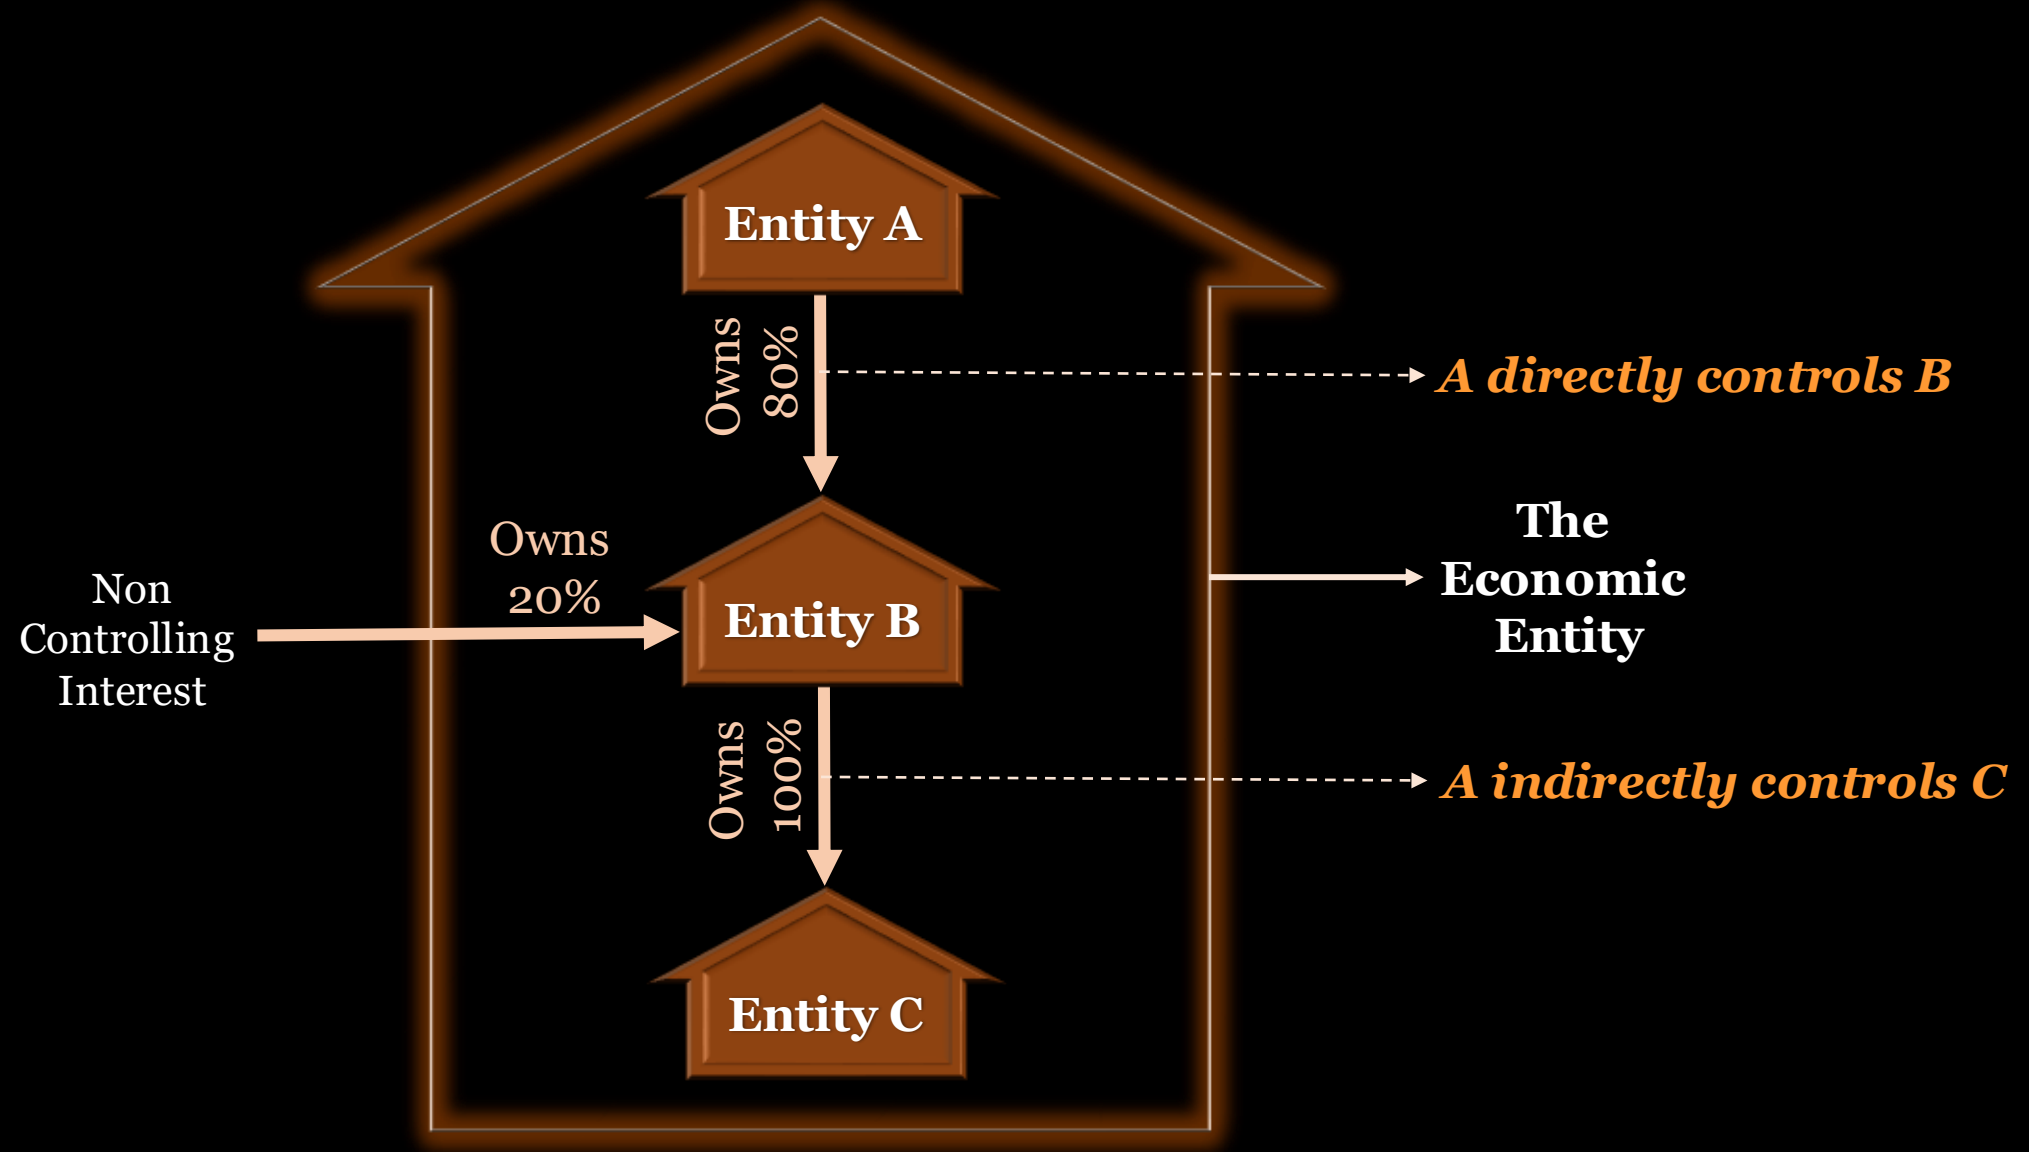 Entity A
Owns
80%
A directly controls B
Owns
20%
Non
Controlling
Interest
Entity B
The
Economic
Entity
Owns
100%
A indirectly controls C
Entity C